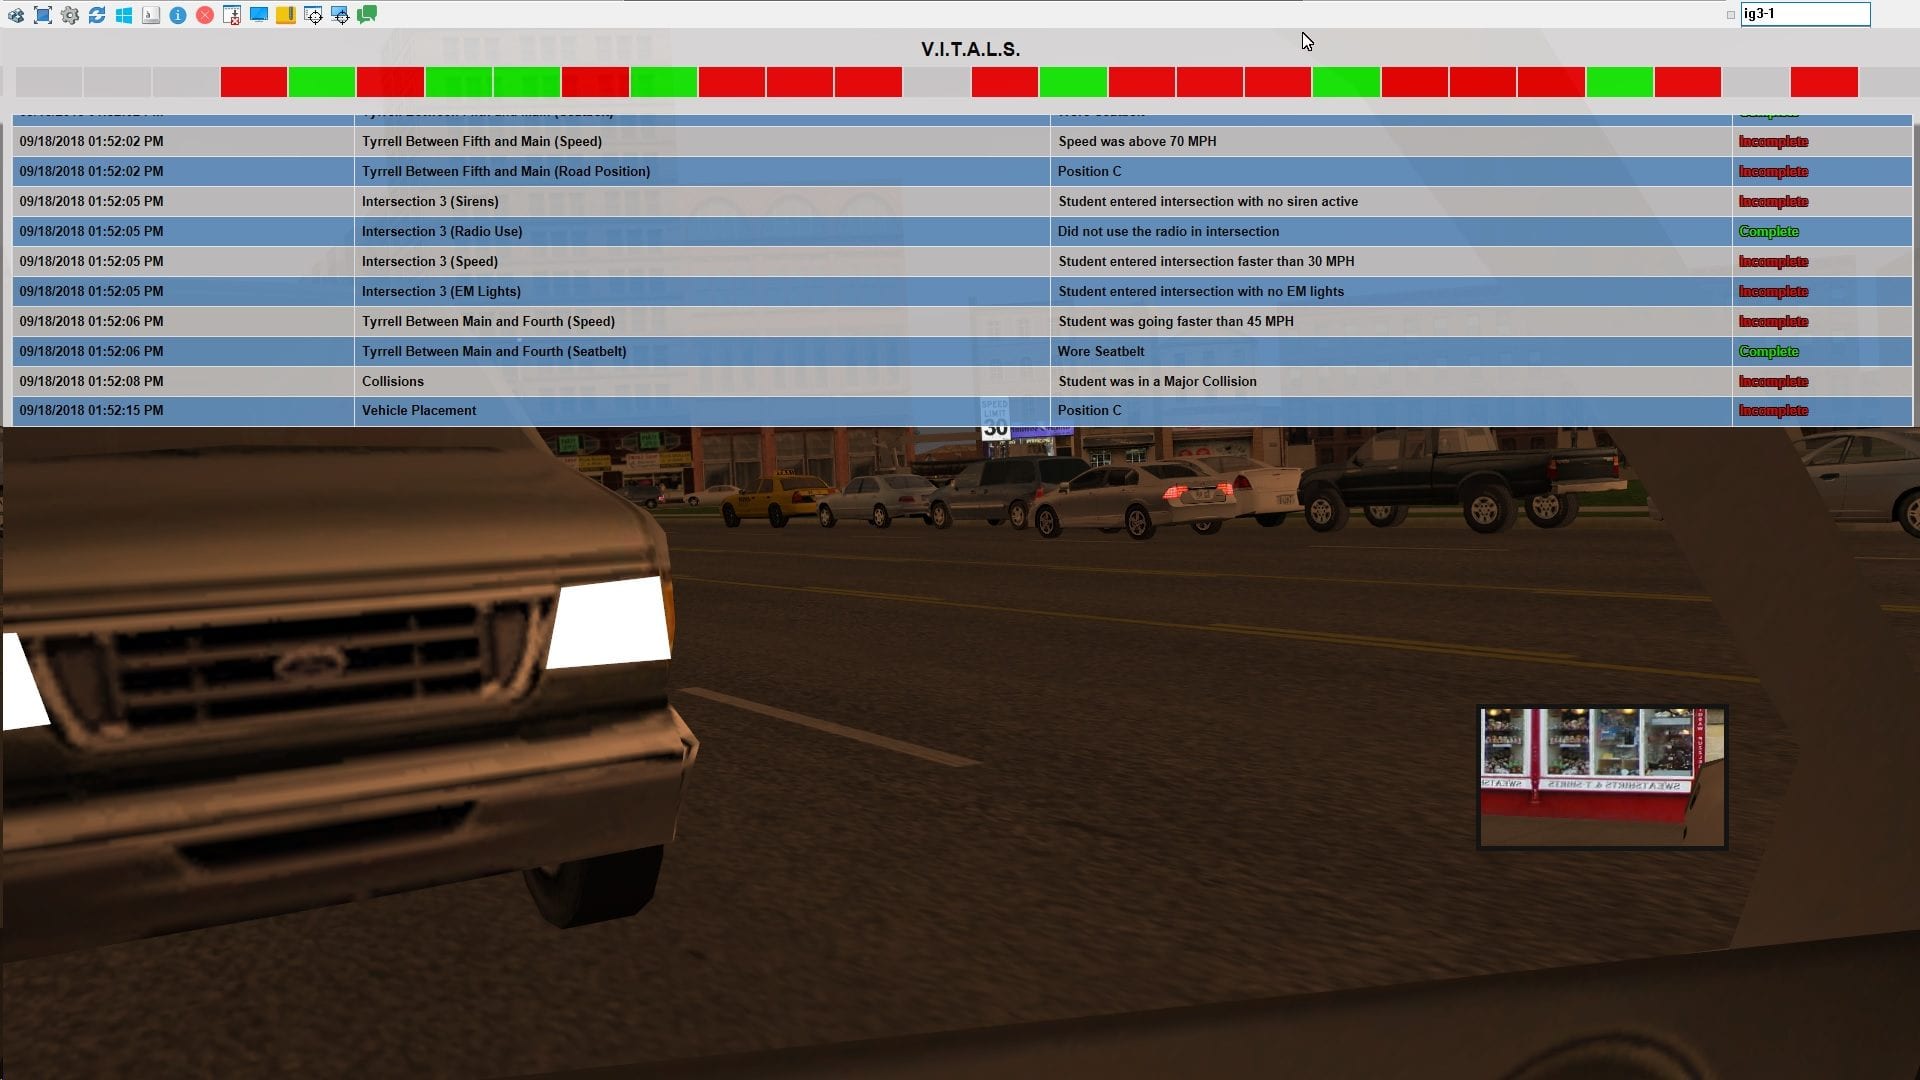 ig3-1
V.I.T.A.L.S.
09/18/2018 01:52:02 PM Tyrrell Between Fifth and Main (Speed) Speed was above 70 MPH Incomplete
09/18/2018 01:52:02 PM Tyrrell Between Fifth and Main (Road Position) Position C Incomplete
09/18/2018 01:52:05 PM Intersection 3 (Sirens) Student entered intersection with no siren active Incomplete
09/18/2018 01:52:05 PM Intersection 3 (Radio Use) Did not use the radio in intersection Complete
09/18/2018 01:52:05 PM Intersection 3 (Speed) Student entered intersection faster than 30 MPH Incomplete
09/18/2018 01:52:05 PM Intersection 3 (EM Lights) Student entered intersection with no EM lights Incomplete
09/18/2018 01:52:06 PM Tyrrell Between Main and Fourth (Speed) Student was going faster than 45 MPH Incomplete
09/18/2018 01:52:06 PM Tyrrell Between Main and Fourth (Seatbelt) Wore Seatbelt Complete
09/18/2018 01:52:08 PM Collisions Student was in a Major Collision Incomplete
09/18/2018 01:52:15 PM Vehicle Placement Position C Incomplete
SPEED
LIMIT
30
TAXI
SWEATSHIRTS & T-SHIRTS